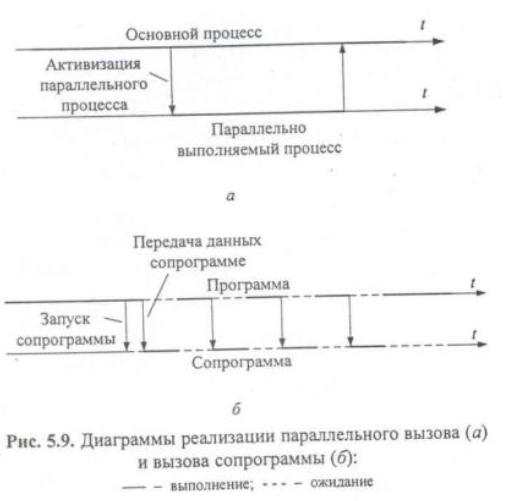 Основной процесс
t
Активизация
параллельного
процесса
t
Параллельно
выполняемый процесс
а
Передача данных
сопрограмме
Программа
t
Запуск
сопрограммы
t
Сопрограмма
б
Рис. 5.9. Диаграммы реализации параллельного вызова (а)
и вызова сопрограммы (б):
—— – выполнение; - - - – ожидание